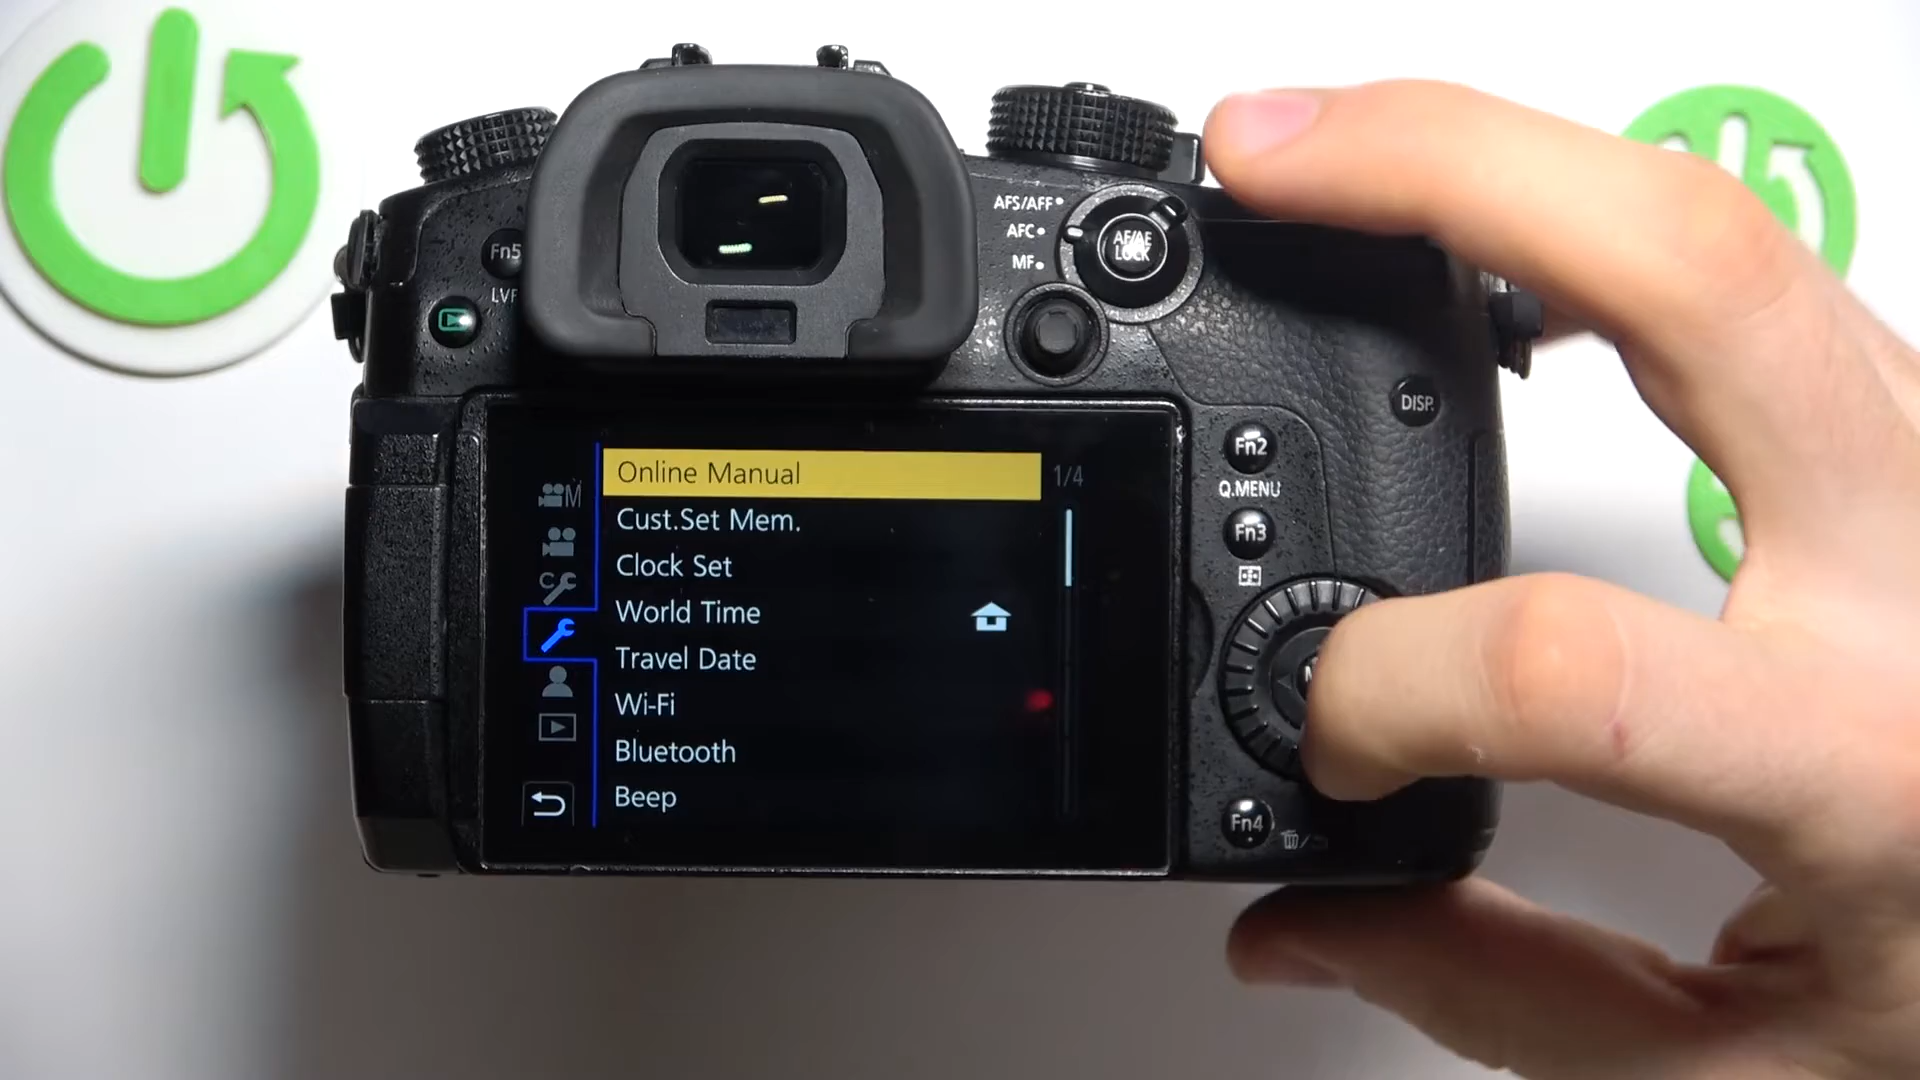 AFS/AFF
AFC
MF
AF/AE
LOCK
Fn5
LVF
DISP.
Fn2
Q.MENU
Fn3
Fn4
Online Manual
1/4
Cust.Set Mem.
Clock Set
World Time
Travel Date
Wi-Fi
Bluetooth
Beep
M
C